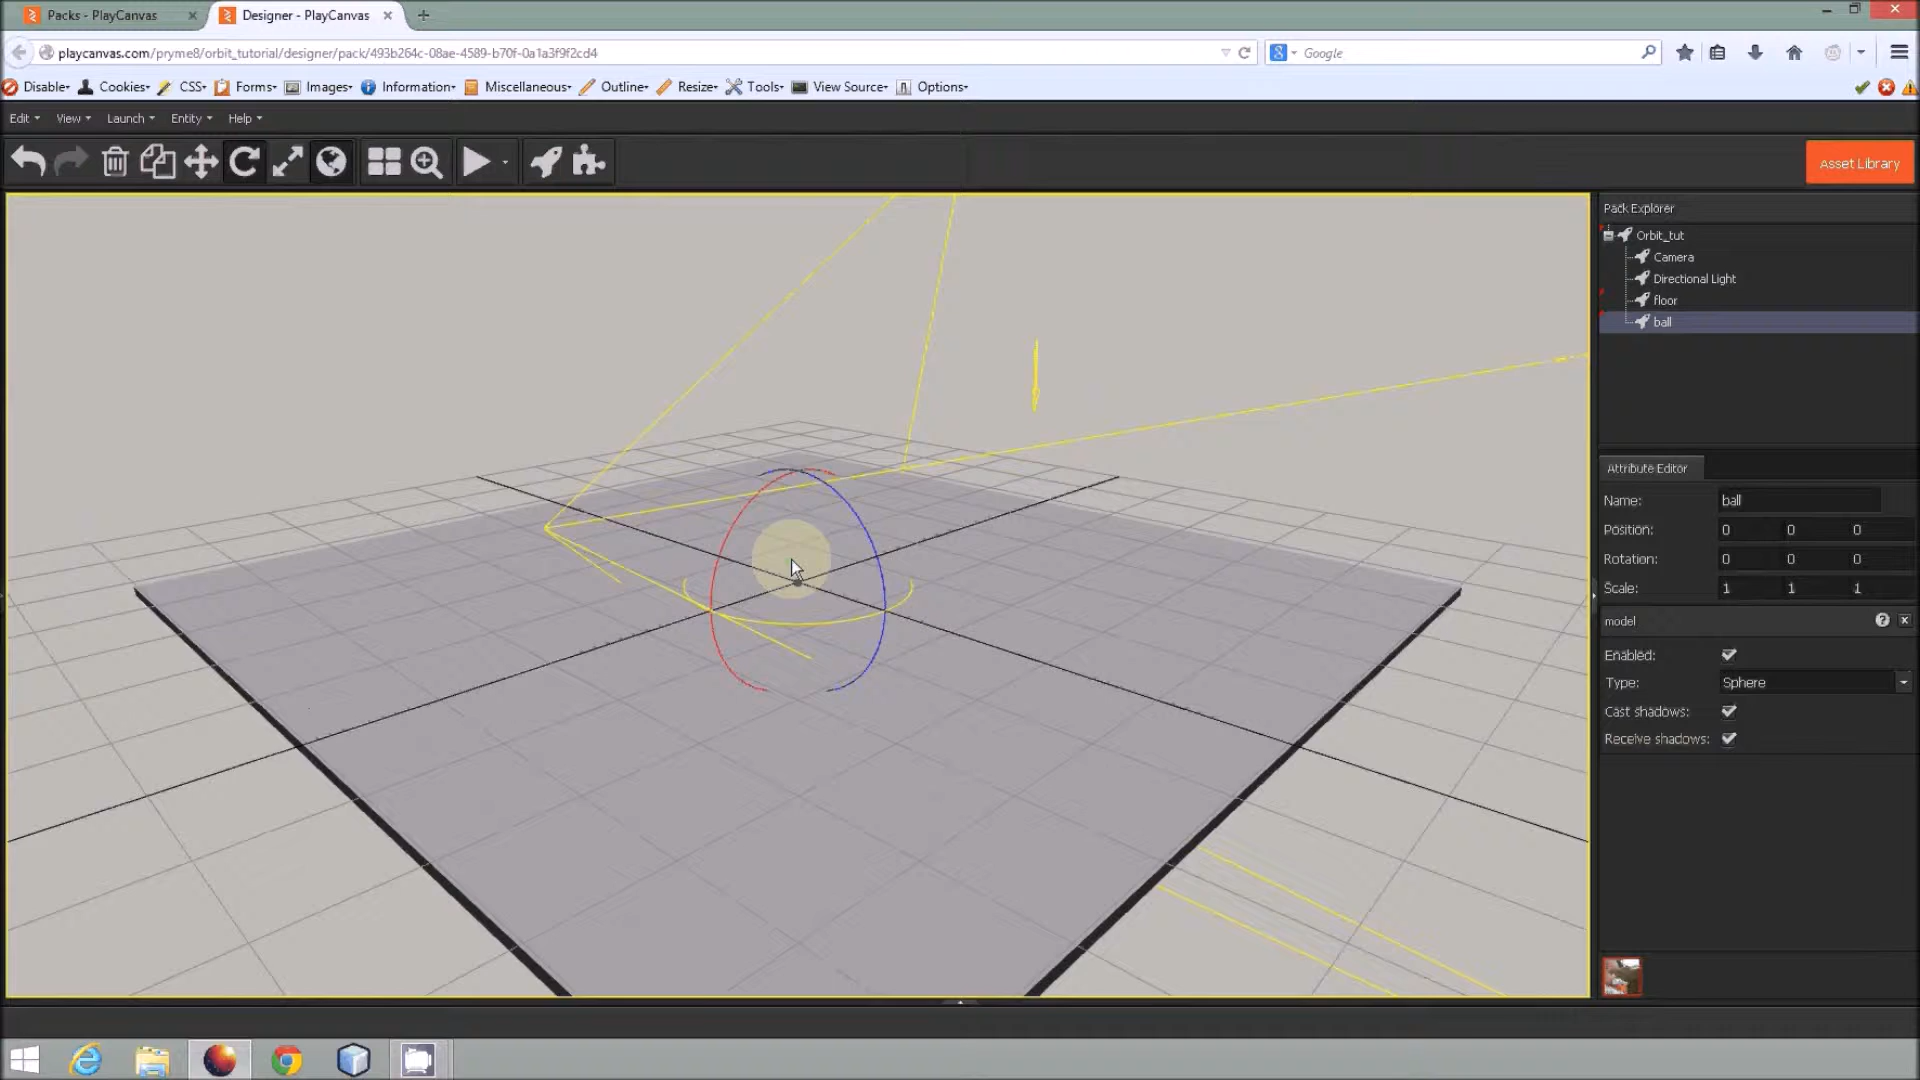 Packs - PlayCanvas
Designer - PlayCanvas
playcanvas.com/pryme8/orbit_tutorial/designer/pack/493b264c-08ae-4589-b70f-0a1a3f9f2cd4
Google
Disable Cookies CSS Forms Images Information Miscellaneous Outline Resize Tools View Source Options
Edit View Launch Entity Help
Asset Library
Pack Explorer
Orbit_tut
Camera
Directional Light
floor
ball
Attribute Editor
Name: ball
Position: 0 0 0
Rotation: 0 0 0
Scale: 1 1 1
model
Enabled:
Type: Sphere
Cast shadows:
Receive shadows: